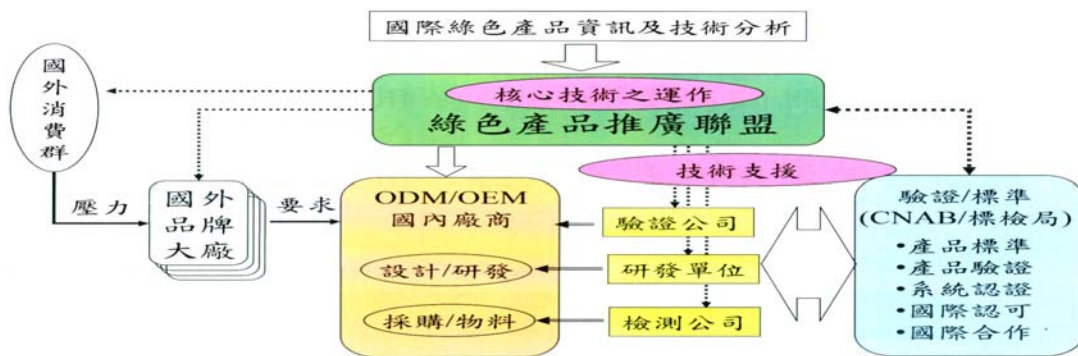 國際綠色產品資訊及技術分析
國外消費群
核心技術之運作
綠色產品推廣聯盟
技術支援
壓力
國外
品牌
大廠
要求
ODM/OEM
國內廠商
設計/研發
採購/物料
驗證公司
研發單位
檢測公司
驗證/標準
(CNAB/標檢局)
•產品標準
•產品驗證
•系統認證
•國際認可
•國際合作